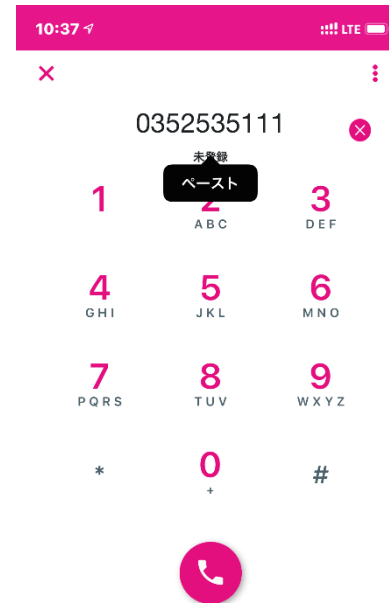 10:37 LTE
0352535111
未登録
ペースト
1 2 3
ABC DEF
4 5 6
GHI JKL MNO
7 8 9
PQRS TUV WXYZ
* 0 #
+